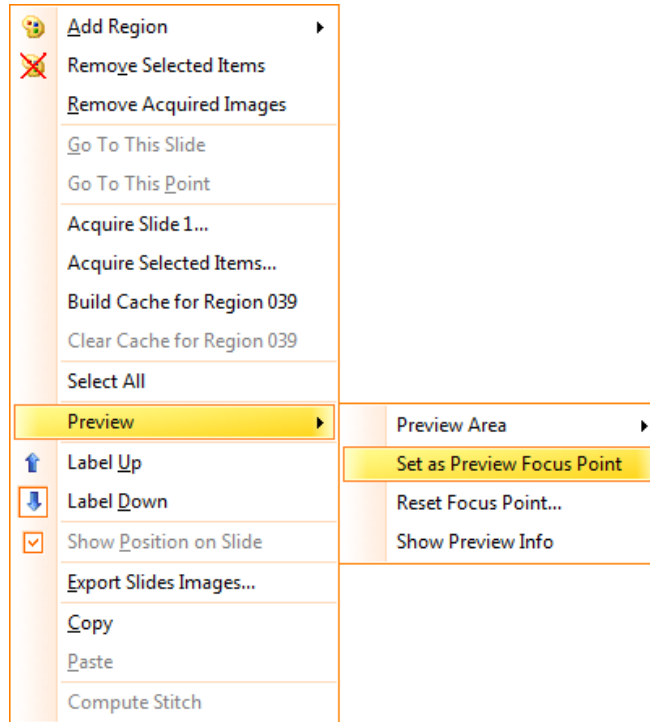 Add Region
Remove Selected Items
Remove Acquired Images
Go To This Slide
Go To This Point
Acquire Slide 1...
Acquire Selected Items...
Build Cache for Region 039
Clear Cache for Region 039
Select All
Preview
Label Up
Label Down
Show Position on Slide
Export Slides Images...
Copy
Paste
Compute Stitch
Preview Area
Set as Preview Focus Point
Reset Focus Point...
Show Preview Info